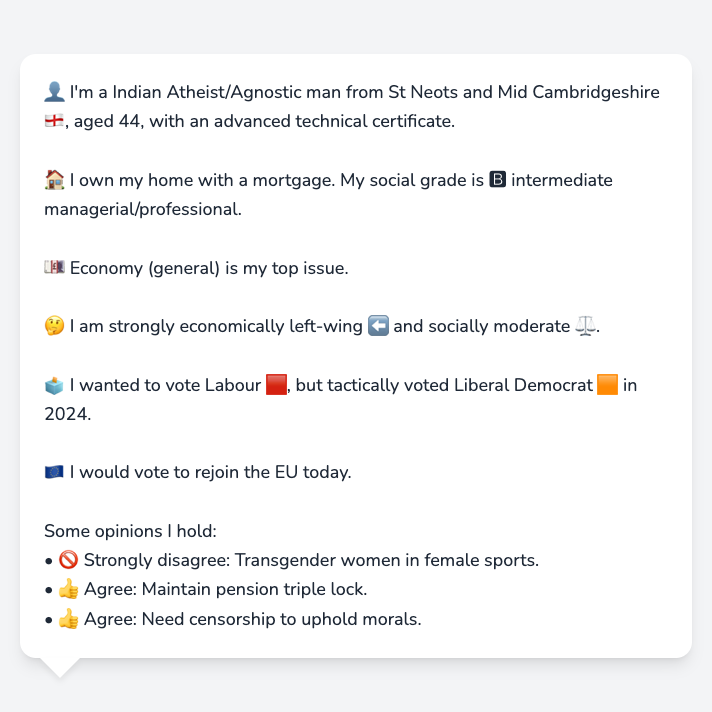 👤 I'm a Indian Atheist/Agnostic man from St Neots and Mid Cambridgeshire
🏴󠁧󠁢󠁥󠁮󠁧󠁿, aged 44, with an advanced technical certificate.
🏠 I own my home with a mortgage. My social grade is 🅱 intermediate
managerial/professional.
💷 Economy (general) is my top issue.
🤔 I am strongly economically left-wing ⬅️ and socially moderate ⚖️.
🗳️ I wanted to vote Labour 🟥, but tactically voted Liberal Democrat 🟧 in
2024.
🇪🇺 I would vote to rejoin the EU today.
Some opinions I hold:
• 🚫 Strongly disagree: Transgender women in female sports.
• 👍 Agree: Maintain pension triple lock.
• 👍 Agree: Need censorship to uphold morals.